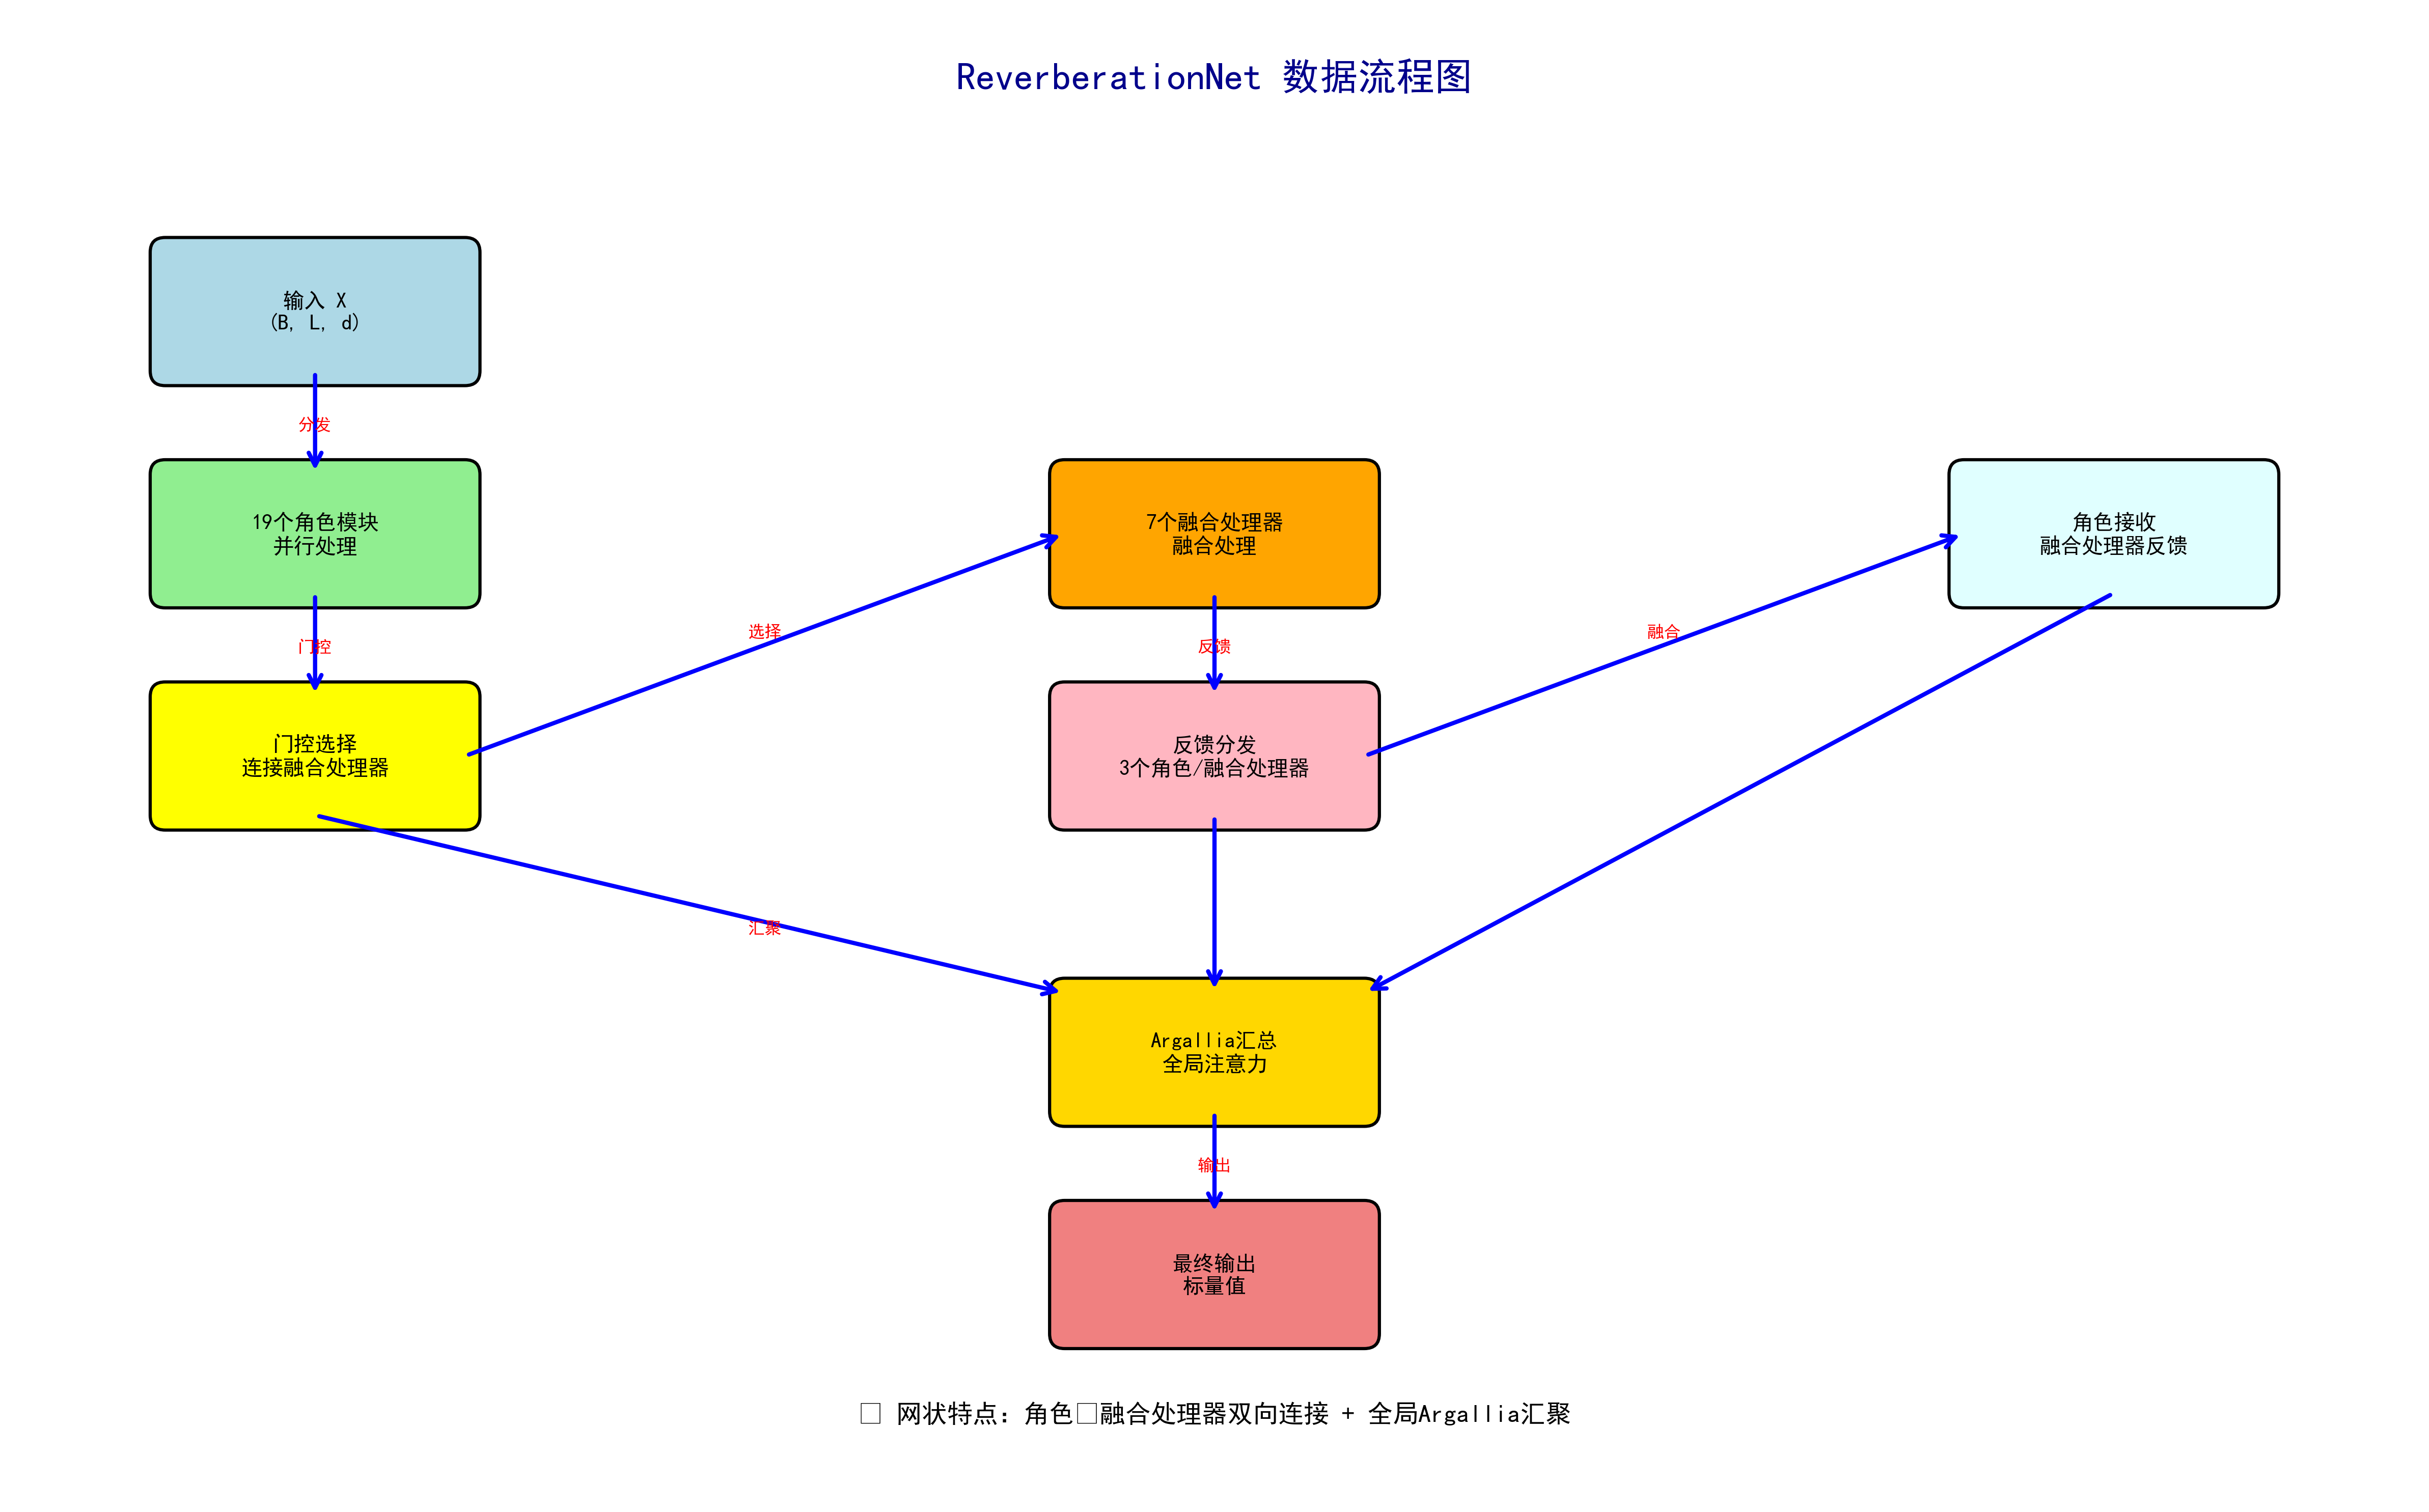 ReverberationNet 数据流程图
输入 X
(B, L, d)
分发
19个角色模块
并行处理
7个融合处理器
融合处理
角色接收
融合处理器反馈
门控
选择
反馈
融合
门控选择
连接融合处理器
反馈分发
3个角色/融合处理器
汇聚
Argallia汇总
全局注意力
输出
最终输出
标量值
□ 网状特点：角色□融合处理器双向连接 + 全局Argallia汇聚